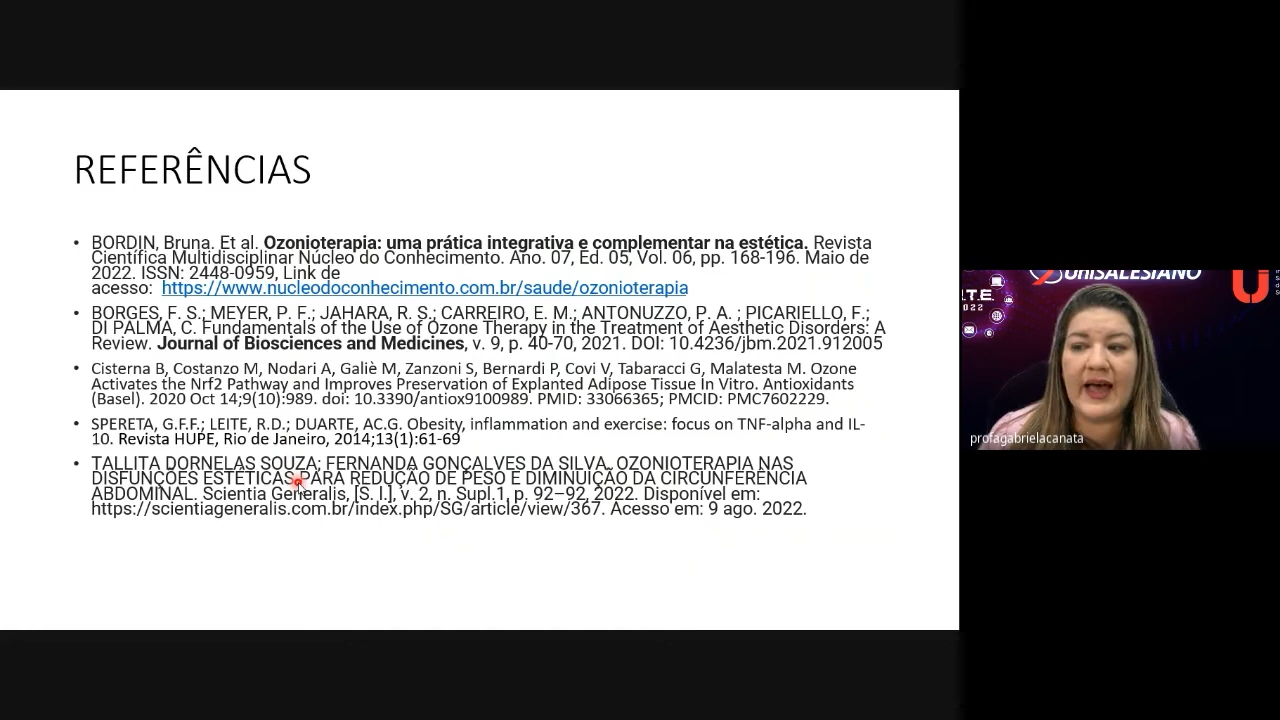 REFERÊNCIAS
• BORDIN, Bruna. Et al. Ozonioterapia: uma prática integrativa e complementar na estética. Revista
Científica Multidisciplinar Núcleo do Conhecimento. Ano. 07, Ed. 05, Vol. 06, pp. 168-196. Maio de
2022. ISSN: 2448-0959, Link de
acesso: https://www.nucleodoconhecimento.com.br/saude/ozonioterapia
• BORGES, F. S.; MEYER, P. F.; JAHARA, R. S.; CARREIRO, E. M.; ANTONUZZO, P. A. ; PICARIELLO, F.;
DI PALMA, C. Fundamentals of the Use of Ozone Therapy in the Treatment of Aesthetic Disorders: A
Review. Journal of Biosciences and Medicines, v. 9, p. 40-70, 2021. DOI: 10.4236/jbm.2021.912005
• Cisterna B, Costanzo M, Nodari A, Galiè M, Zanzoni S, Bernardi P, Covi V, Tabaracci G, Malatesta M. Ozone
Activates the Nrf2 Pathway and Improves Preservation of Explanted Adipose Tissue In Vitro. Antioxidants
(Basel). 2020 Oct 14;9(10):989. doi: 10.3390/antiox9100989. PMID: 33066365; PMCID: PMC7602229.
• SPERETA, G.F.F.; LEITE, R.D.; DUARTE, AC.G. Obesity, inflammation and exercise: focus on TNF-alpha and IL-
10. Revista HUPE, Rio de Janeiro, 2014;13(1):61-69
• TALLITA DORNELAS SOUZA; FERNANDA GONÇALVES DA SILVA. OZONIOTERAPIA NAS
DISFUNÇÕES ESTÉTICAS PARA REDUÇÃO DE PESO E DIMINUIÇÃO DA CIRCUNFERÊNCIA
ABDOMINAL. Scientia Generalis, [S. l.], v. 2, n. Supl.1, p. 92–92, 2022. Disponível em:
https://scientiageneralis.com.br/index.php/SG/article/view/367. Acesso em: 9 ago. 2022.
UNISALESIANO
.T.E.
2022
profagabrielacanata